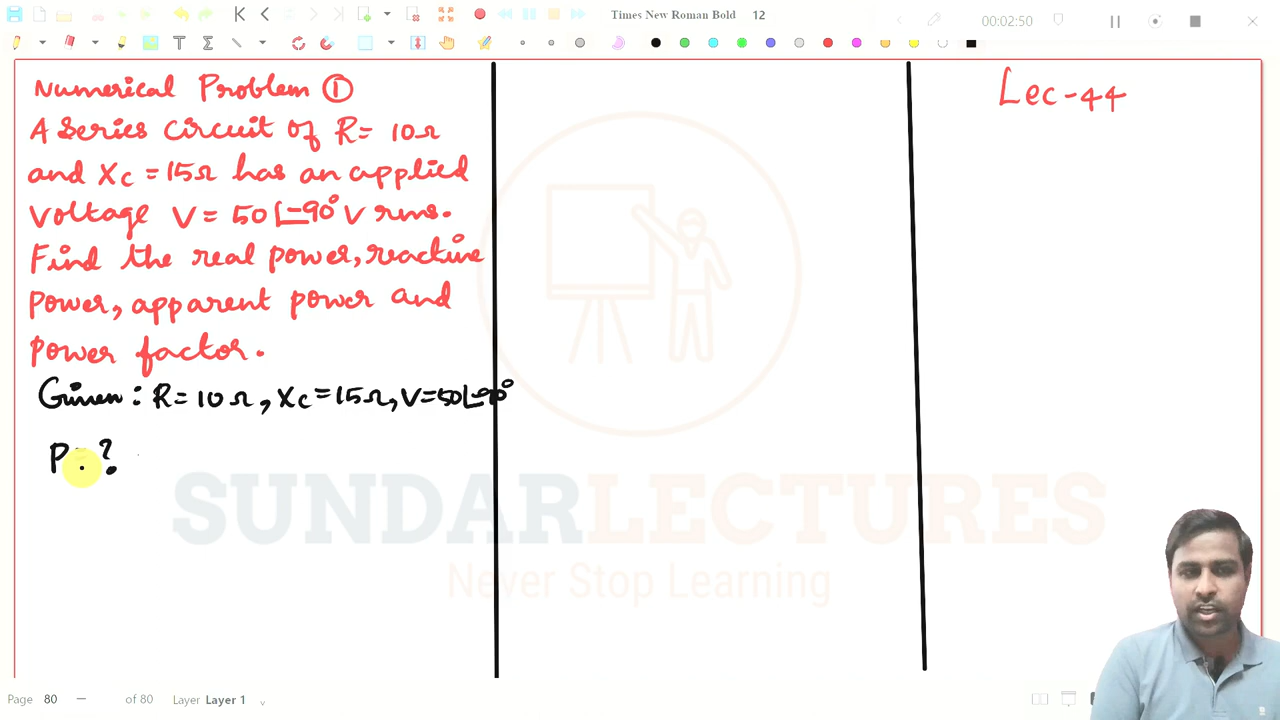 Times New Roman Bold 12
00:02:50
Lec-44
Numerical Problem ①
A Series Circuit of R= 10Ω
and Xc = 15Ω has an applied
voltage V = 50∠-90° V rms.
Find the real power, reactive
power, apparent power and
power factor.
Given: R = 10Ω, Xc = 15Ω, V = 50∠-90°
P = ?
SUNDARLECTURES
Never Stop Learning
Page 80 of 80 Layer Layer 1